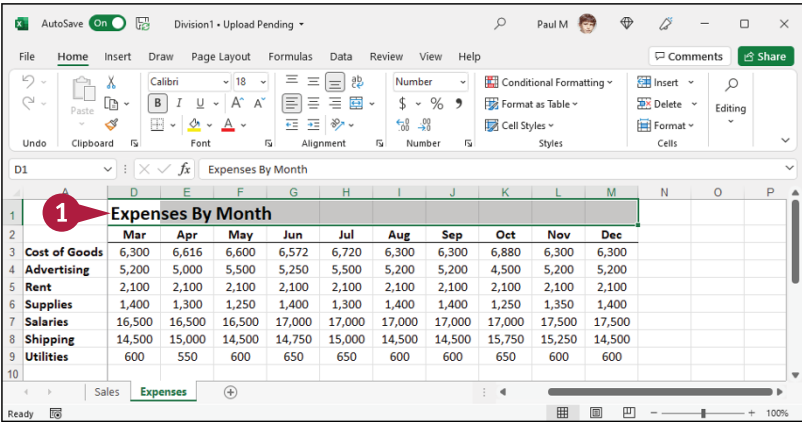 AutoSave On Division1 • Upload Pending Paul M
File Home Insert Draw Page Layout Formulas Data Review View Help Comments Share
Paste
Calibri 18
B I U A A
A
ab
Number
$ % 9
Conditional Formatting
Format as Table
Cell Styles
Insert
Delete
Format
Editing
Undo Clipboard Font Alignment Number Styles Cells
D1 fx Expenses By Month
A D E F G H I J K L M N O P
1 1 Expenses By Month
2 Mar Apr May Jun Jul Aug Sep Oct Nov Dec
3 Cost of Goods 6,300 6,616 6,600 6,572 6,720 6,300 6,300 6,880 6,300 6,300
4 Advertising 5,200 5,000 5,500 5,250 5,500 5,200 5,200 4,500 5,200 5,200
5 Rent 2,100 2,100 2,100 2,100 2,100 2,100 2,100 2,100 2,100 2,100
6 Supplies 1,400 1,300 1,250 1,400 1,300 1,400 1,400 1,250 1,350 1,400
7 Salaries 16,500 16,500 16,500 17,000 17,000 17,000 17,000 17,000 17,500 17,500
8 Shipping 14,500 15,000 14,500 14,750 15,000 14,500 14,500 15,750 15,250 14,500
9 Utilities 600 550 600 650 650 600 600 650 600 600
10
Sales Expenses
Ready 100%